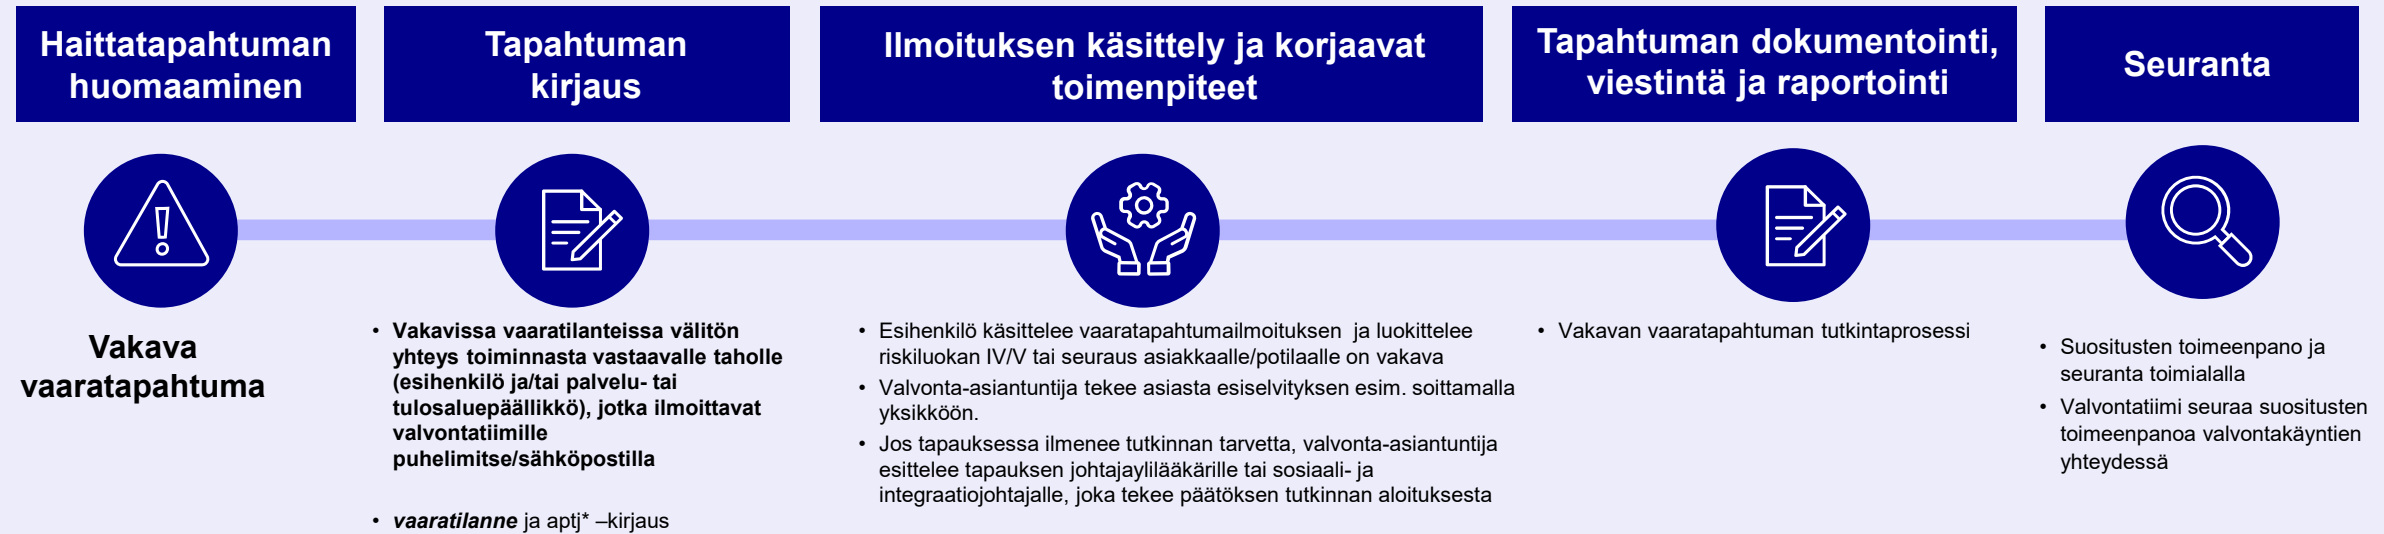 Haittatapahtuman
huomaaminen
Tapahtuman
kirjaus
Ilmoituksen käsittely ja korjaavat
toimenpiteet
Tapahtuman dokumentointi,
viestintä ja raportointi
Seuranta
Vakava
vaaratapahtuma
• Vakavissa vaaratilanteissa välitön
yhteys toiminnasta vastaavalle taholle
(esihenkilö ja/tai palvelu- tai
tulosaluepäällikkö), jotka ilmoittavat
valvontatiimille
puhelimitse/sähköpostilla
• vaaratilanne ja aptj* –kirjaus
• Esihenkilö käsittelee vaaratapahtumailmoituksen ja luokittelee
riskiluokan IV/V tai seuraus asiakkaalle/potilaalle on vakava
• Valvonta-asiantuntija tekee asiasta esiselvityksen esim. soittamalla
yksikköön.
• Jos tapauksessa ilmenee tutkinnan tarvetta, valvonta-asiantuntija
esittelee tapauksen johtajaylilääkärille tai sosiaali- ja
integraatiojohtajalle, joka tekee päätöksen tutkinnan aloituksesta
• Vakavan vaaratapahtuman tutkintaprosessi
• Suositusten toimeenpano ja
seuranta toimialalla
• Valvontatiimi seuraa suositusten
toimeenpanoa valvontakäyntien
yhteydessä